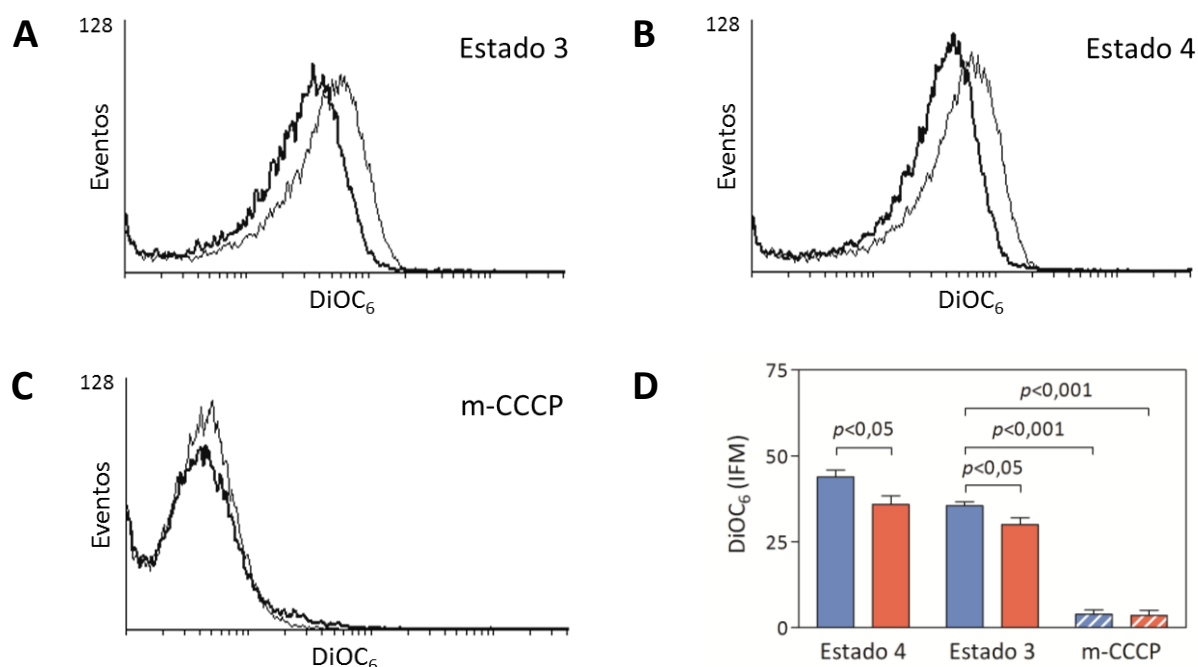 A
128
Estado 3
Eventos
DiOC₆
B
128
Estado 4
Eventos
DiOC₆
C
128
m-CCCP
Eventos
DiOC₆
D
75
50
25
0
DiOC₆ (IFM)
p<0,05
p<0,001
p<0,001
p<0,05
Estado 4
Estado 3
m-CCCP